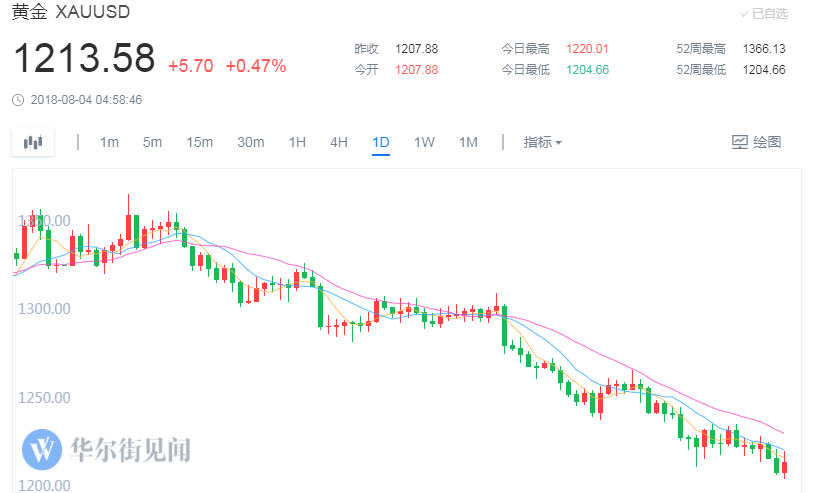 黄金 XAUUSD
已自选
1213.58 +5.70 +0.47%
昨收 1207.88 今日最高 1220.01 52周最高 1366.13
今开 1207.88 今日最低 1204.66 52周最低 1204.66
2018-08-04 04:58:46
1m 5m 15m 30m 1H 4H 1D 1W 1M 指标 绘图
1350.00
1300.00
1250.00
华尔街见闻
1200.00